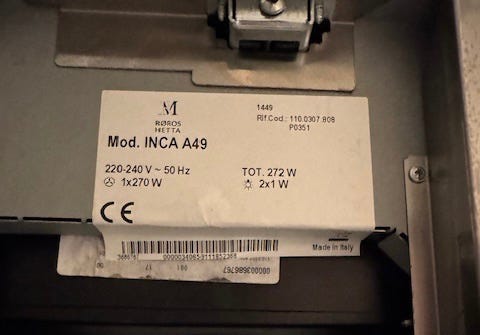 M
RØROS
HETTA
1449
Rif.Cod.: 110.0307.808
P0351
Mod. INCA A49
220-240 V ~ 50 Hz
TOT. 272 W
1x270 W
2x1 W
CE
Made in Italy